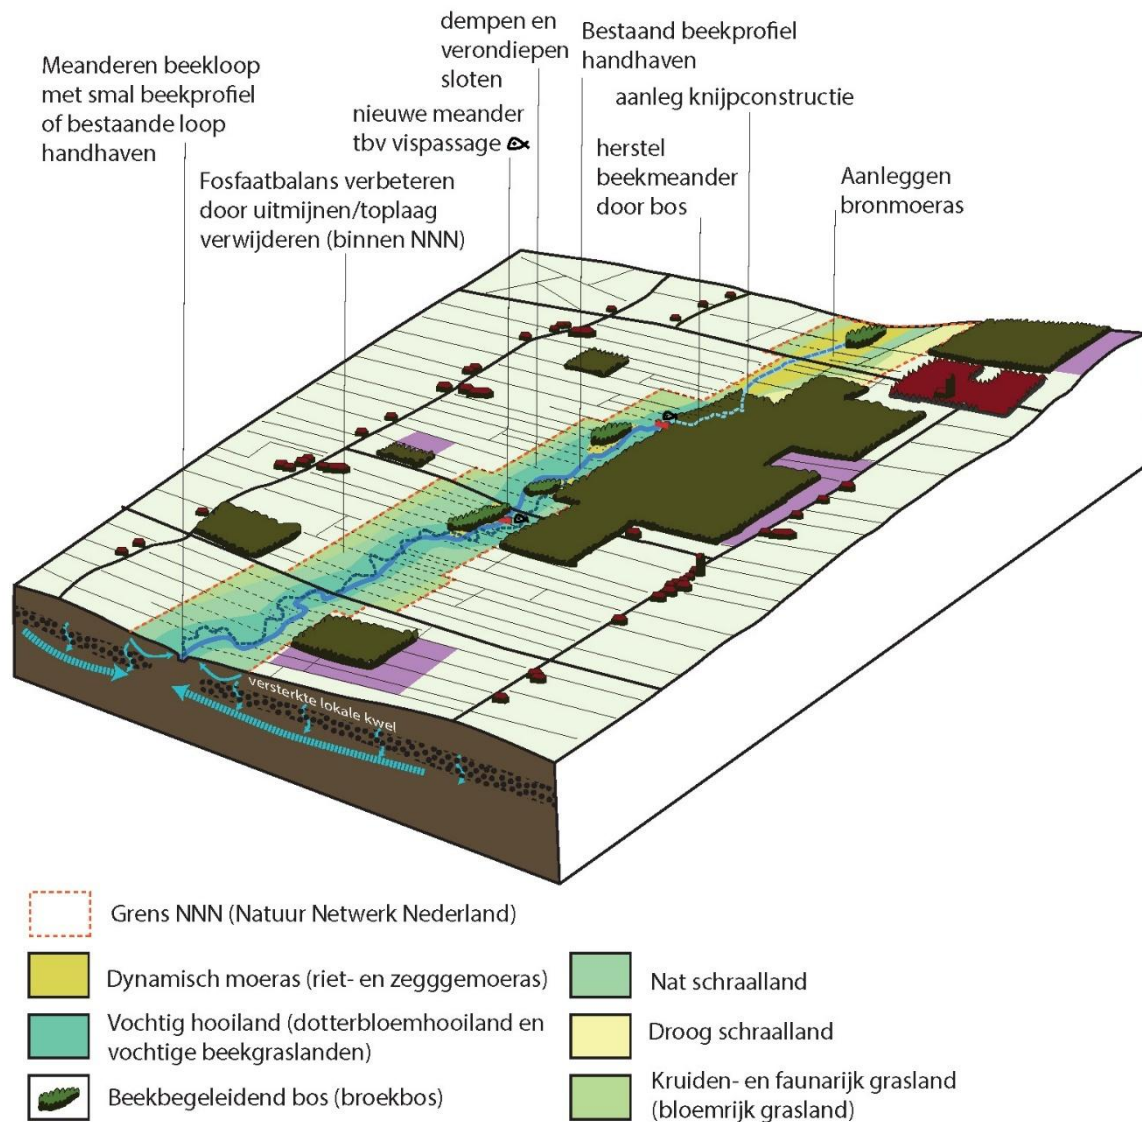 Meanderen beekloop
met smal beekprofiel
of bestaande loop
handhaven
Fosfaatbalans verbeteren
door uitmijnen/toplaag
verwijderen (binnen NNN)
nieuwe meander
tbv vispassage
dempen en
verondiepen
sloten
Bestaand beekprofiel
handhaven
aanleg knijpconstructie
herstel
beekmeander
door bos
Aanleggen
bronmoeras
versterkte lokale kwel
Grens NNN (Natuur Netwerk Nederland)
Dynamisch moeras (riet- en zegggemoeras)
Vochtig hooiland (dotterbloemhooiland en
vochtige beekgraslanden)
Beekbegeleidend bos (broekbos)
Nat schraalland
Droog schraalland
Kruiden- en faunarijk grasland
(bloemrijk grasland)